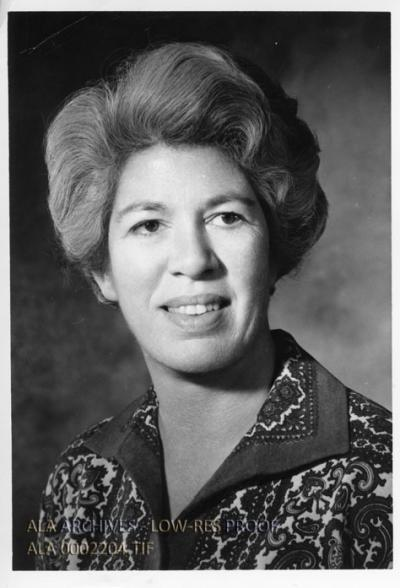 ALA ARCHIVES - LOW-RES PROOF
ALA 0002204.TIF